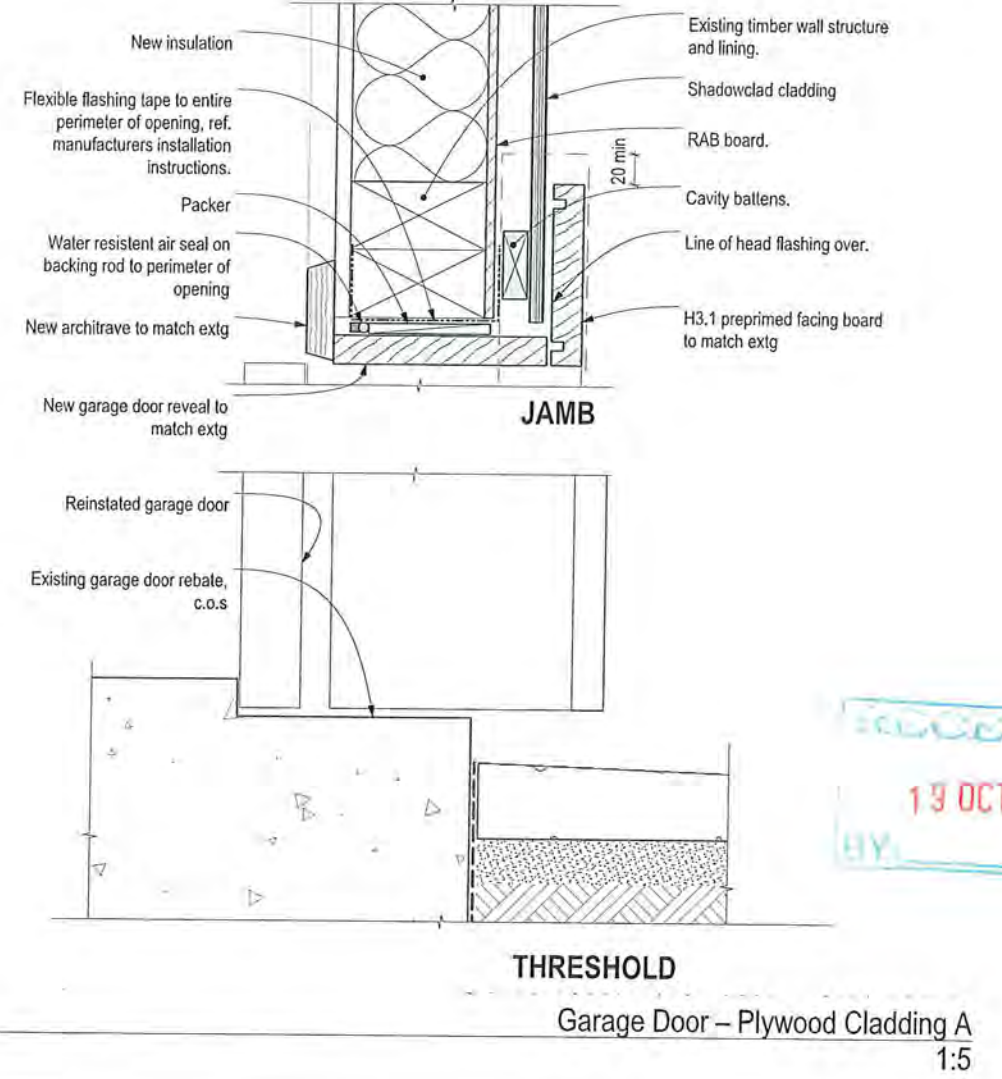 New insulation
Flexible flashing tape to entire
perimeter of opening, ref.
manufacturers installation
instructions.
Packer
Water resistent air seal on
backing rod to perimeter of
opening
New architrave to match extg
New garage door reveal to
match extg
Existing timber wall structure
and lining.
Shadowclad cladding
RAB board.
20 min
Cavity battens.
Line of head flashing over.
H3.1 preprimed facing board
to match extg
JAMB
Reinstated garage door
Existing garage door rebate,
c.o.s
19 OCT
BY:
THRESHOLD
Garage Door – Plywood Cladding A
1:5